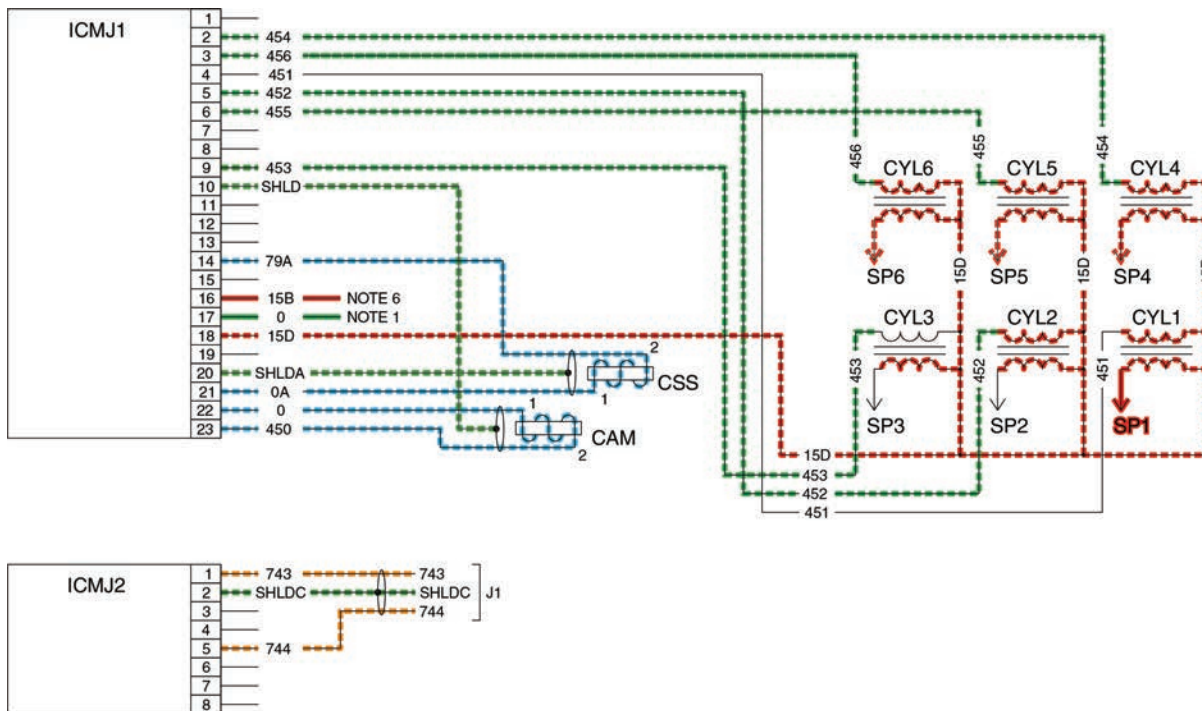 ICMJ1
1
2 454
3 456
4 451
5 452
6 455
7
8
9 453
10 SHLD
11
12
13
14 79A
15
16 15B NOTE 6
17 0 NOTE 1
18 15D
19
20 SHLDA
21 0A
22 0
23 450
2
CSS
1
1
CAM
2
456 455 454
CYL6 CYL5 CYL4
SP6 SP5 SP4
15D 15D
CYL3 CYL2 CYL1
453 452 451
SP3 SP2 SP1
15D
453
452
451
ICMJ2
1 743 743
2 SHLDC SHLDC J1
3 744
4
5 744
6
7
8